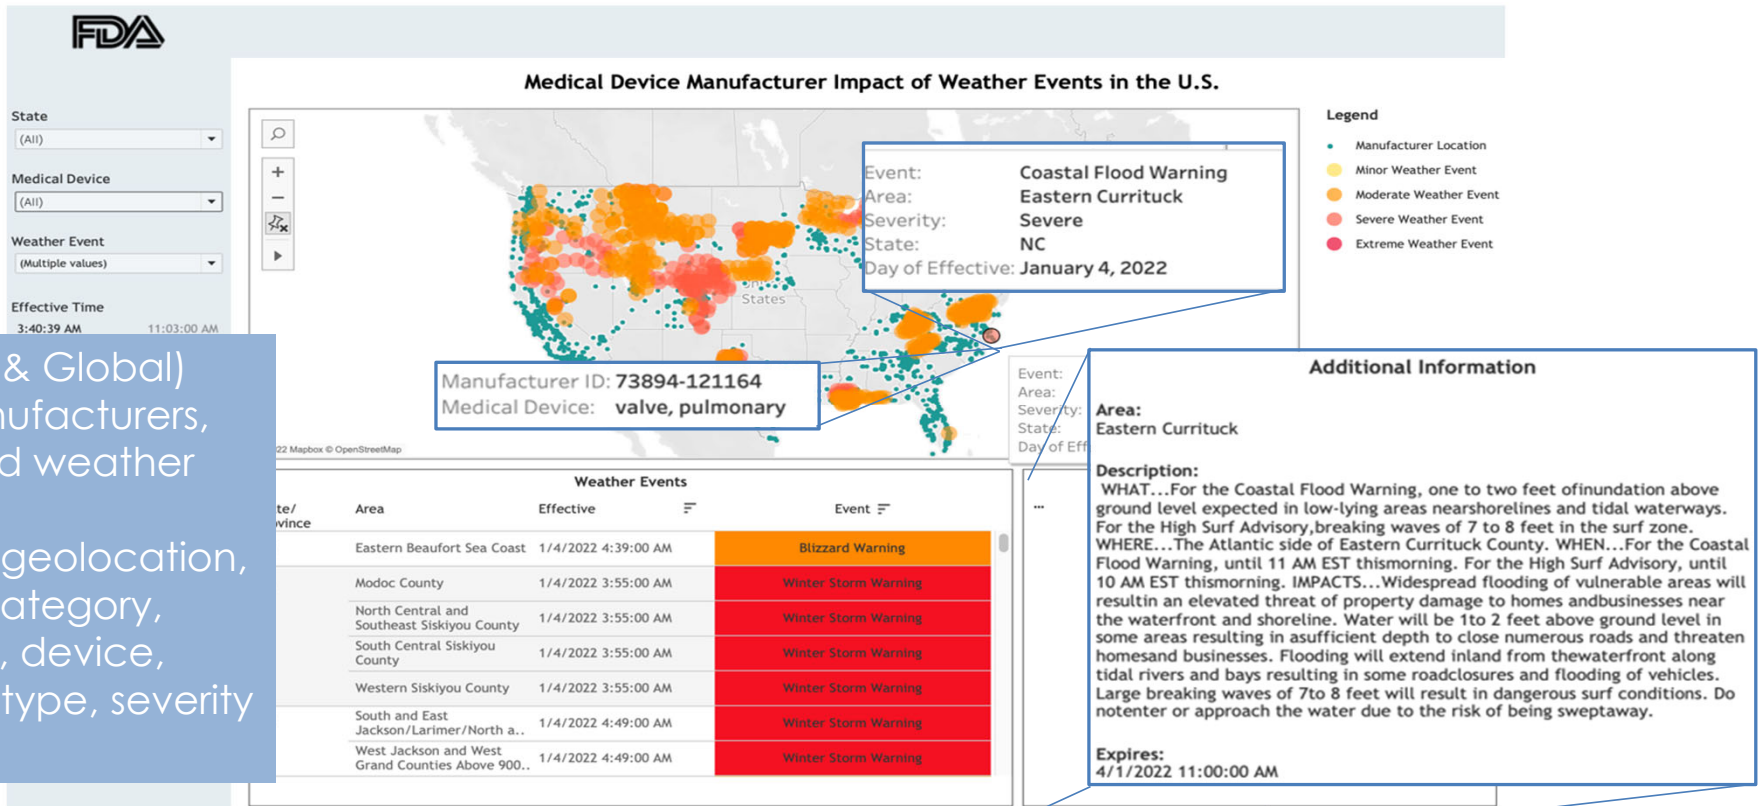 FDA
Medical Device Manufacturer Impact of Weather Events in the U.S.
State
(All)
Medical Device
(All)
Weather Event
(Multiple values)
Effective Time
3:40:39 AM 11:03:00 AM
& Global)
nufacturers,
d weather
geolocation,
ategory,
, device,
type, severity
Legend
Manufacturer Location
Minor Weather Event
Moderate Weather Event
Severe Weather Event
Extreme Weather Event
Event: Coastal Flood Warning
Area: Eastern Currituck
Severity: Severe
State: NC
Day of Effective: January 4, 2022
States
Manufacturer ID: 73894-121164
Medical Device: valve, pulmonary
22 Mapbox © OpenStreetMap
Event:
Area:
Severity:
State:
Day of Eff
Weather Events
te/
ovince
Area Effective Event
Eastern Beaufort Sea Coast 1/4/2022 4:39:00 AM Blizzard Warning
Modoc County 1/4/2022 3:55:00 AM Winter Storm Warning
North Central and
Southeast Siskiyou County 1/4/2022 3:55:00 AM Winter Storm Warning
South Central Siskiyou
County 1/4/2022 3:55:00 AM Winter Storm Warning
Western Siskiyou County 1/4/2022 3:55:00 AM Winter Storm Warning
South and East
Jackson/Larimer/North a.. 1/4/2022 4:49:00 AM Winter Storm Warning
West Jackson and West
Grand Counties Above 900.. 1/4/2022 4:49:00 AM Winter Storm Warning
...
Additional Information
Area:
Eastern Currituck
Description:
WHAT...For the Coastal Flood Warning, one to two feet ofinundation above
ground level expected in low-lying areas nearshorelines and tidal waterways.
For the High Surf Advisory,breaking waves of 7 to 8 feet in the surf zone.
WHERE...The Atlantic side of Eastern Currituck County. WHEN...For the Coastal
Flood Warning, until 11 AM EST thismorning. For the High Surf Advisory, until
10 AM EST thismorning. IMPACTS...Widespread flooding of vulnerable areas will
resultin an elevated threat of property damage to homes andbusinesses near
the waterfront and shoreline. Water will be 1to 2 feet above ground level in
some areas resulting in asufficient depth to close numerous roads and threaten
homesand businesses. Flooding will extend inland from thewaterfront along
tidal rivers and bays resulting in some roadclosures and flooding of vehicles.
Large breaking waves of 7to 8 feet will result in dangerous surf conditions. Do
notenter or approach the water due to the risk of being sweptaway.
Expires:
4/1/2022 11:00:00 AM